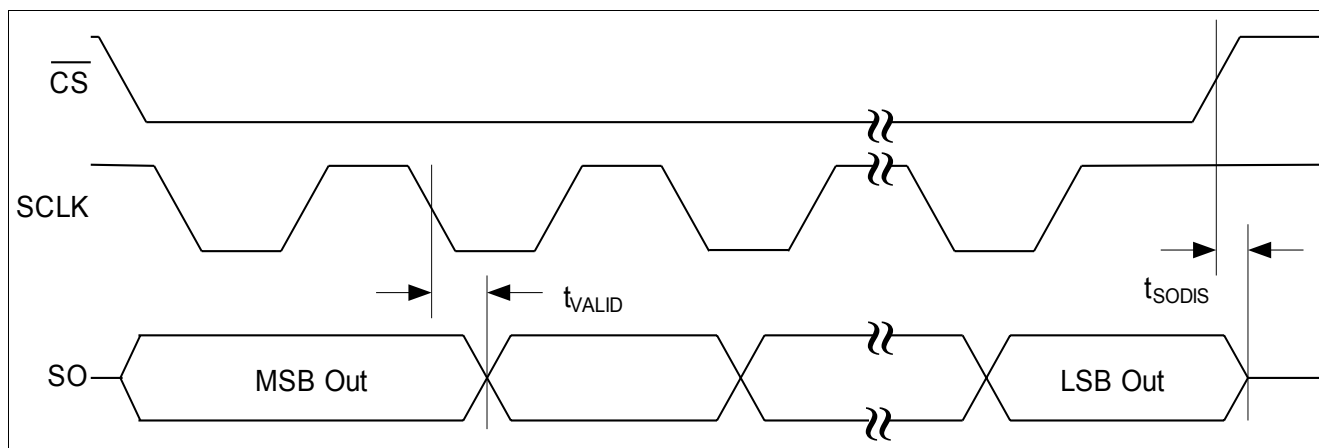 CS
SCLK
tVALID
tSODIS
SO
MSB Out
LSB Out